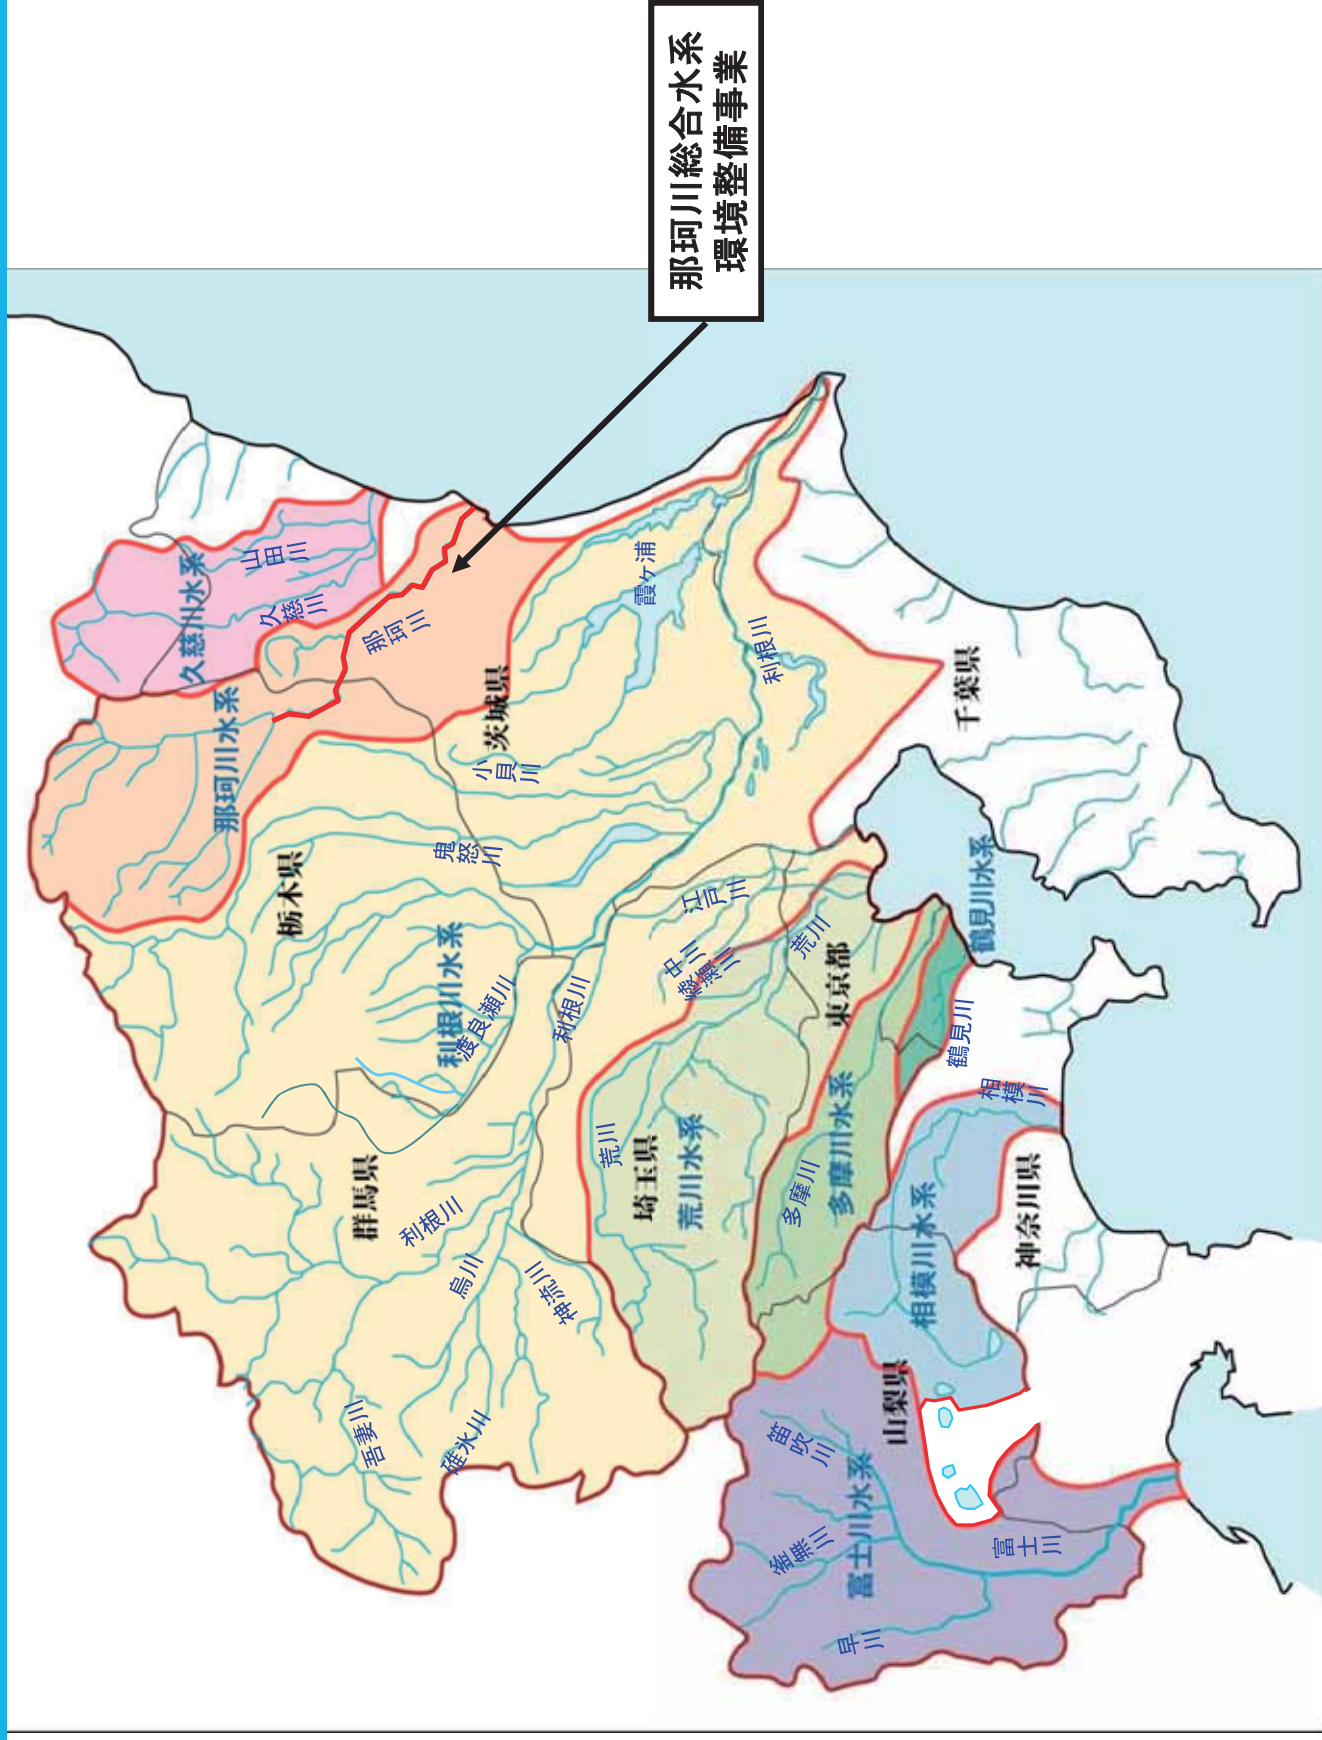 那珂川総合水系
環境整備事業
久慈川水系
山田川
久慈川
那珂川水系
那珂川
茨城県
霞ヶ浦
利根川
小貝川
鬼怒川
栃木県
利根川水系
渡良瀬川
利根川
江戸川
中川
綾瀬川
荒川
千葉県
東京都
鶴見川水系
鶴見川
群馬県
利根川
烏川
神流川
吾妻川
碓氷川
荒川
埼玉県
荒川水系
多摩川
多摩川水系
相模川
相模川水系
神奈川県
山梨県
笛吹川
釜無川
富士川水系
富士川
早川